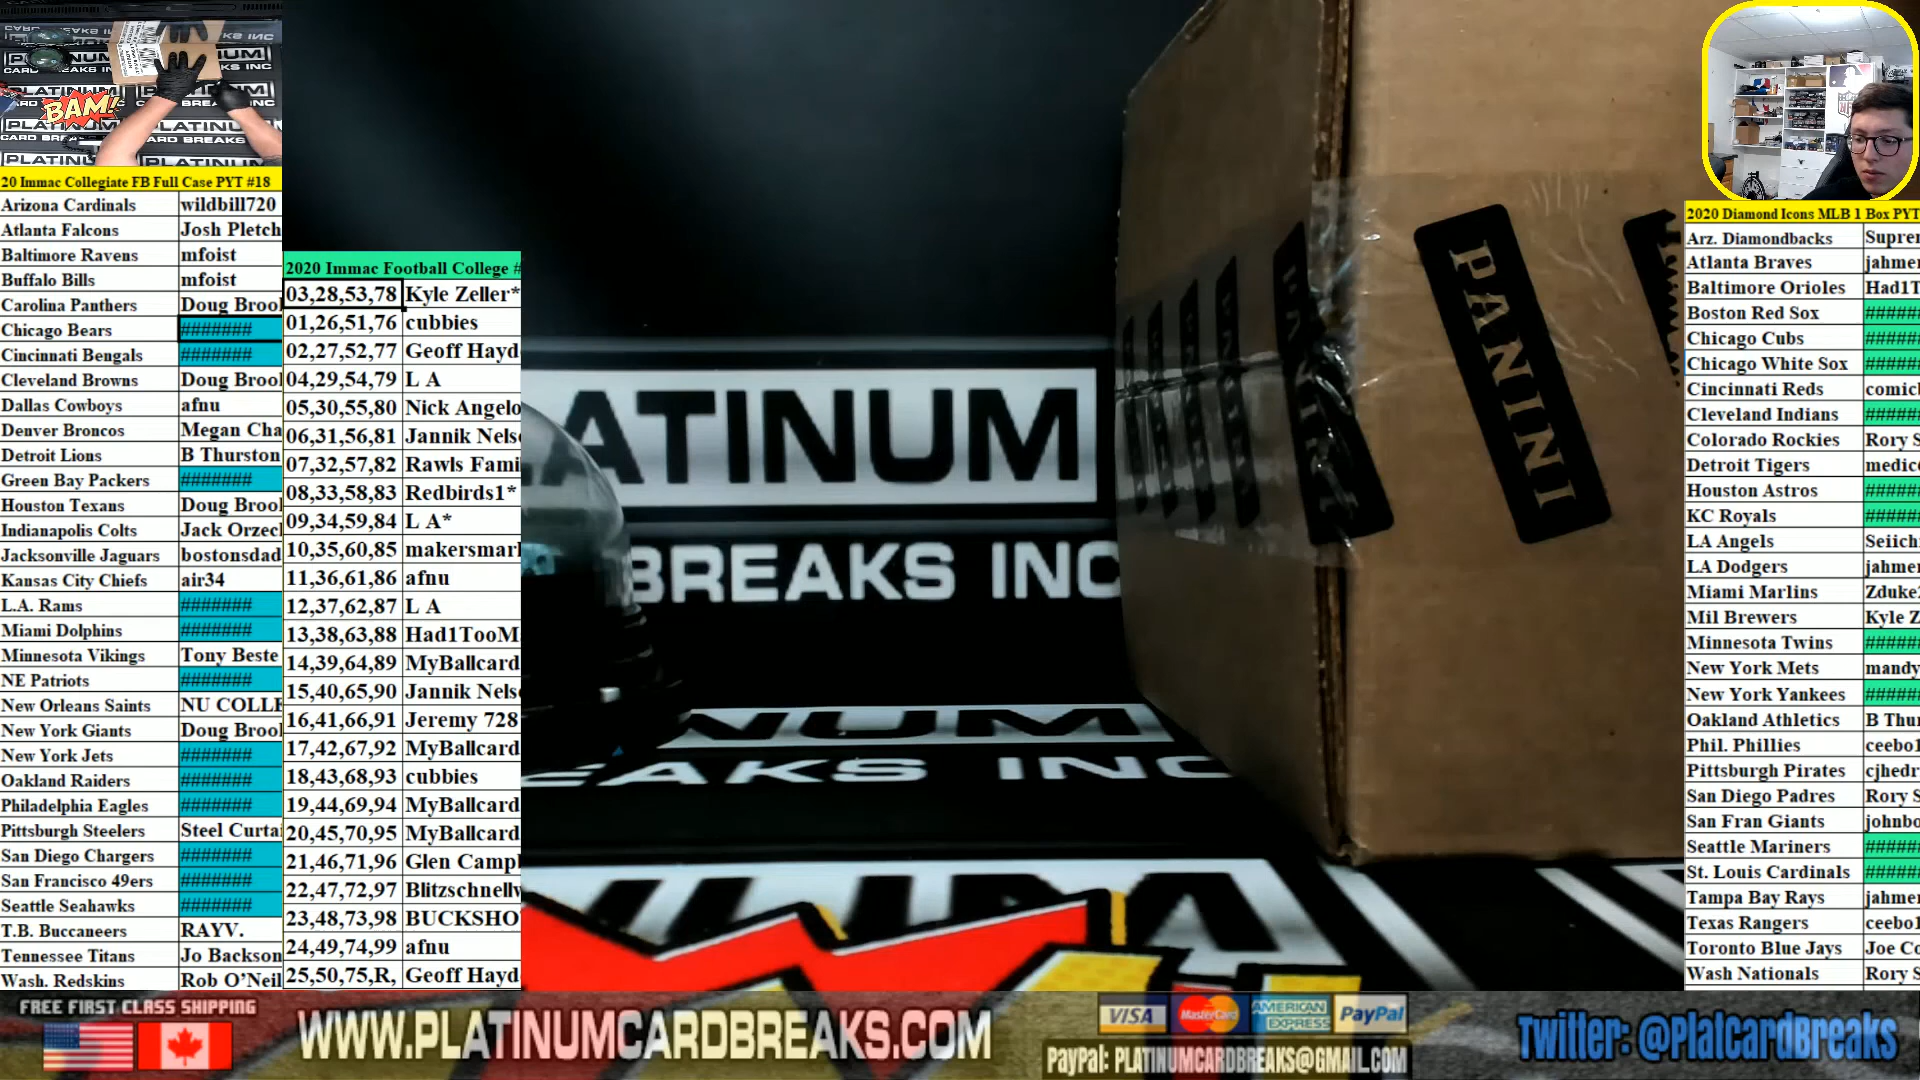 20 Immac Collegiate FB Full Case PYT #18
Arizona Cardinals wildbill720
Atlanta Falcons Josh Pletch
Baltimore Ravens mfoist
Buffalo Bills mfoist
Carolina Panthers Doug Broo
Chicago Bears #######
Cincinnati Bengals #######
Cleveland Browns Doug Broo
Dallas Cowboys afnu
Denver Broncos Megan Cha
Detroit Lions B Thurston
Green Bay Packers #######
Houston Texans Doug Broo
Indianapolis Colts Jack Orzec
Jacksonville Jaguars bostonsdad
Kansas City Chiefs air34
L.A. Rams #######
Miami Dolphins #######
Minnesota Vikings Tony Beste
NE Patriots #######
New Orleans Saints NU COLLE
New York Giants Doug Broo
New York Jets #######
Oakland Raiders #######
Philadelphia Eagles #######
Pittsburgh Steelers Steel Curta
San Diego Chargers #######
San Francisco 49ers #######
Seattle Seahawks #######
T.B. Buccaneers RAYV.
Tennessee Titans Jo Backson
Wash. Redskins Rob O'Neil
2020 Immac Football College #
03,28,53,78 Kyle Zeller*
01,26,51,76 cubbies
02,27,52,77 Geoff Hayd
04,29,54,79 L A
05,30,55,80 Nick Angelo
06,31,56,81 Jannik Nels
07,32,57,82 Rawls Fami
08,33,58,83 Redbirds1*
09,34,59,84 L A*
10,35,60,85 makersmar
11,36,61,86 afnu
12,37,62,87 L A
13,38,63,88 Had1TooM
14,39,64,89 MyBallcard
15,40,65,90 Jannik Nels
16,41,66,91 Jeremy 728
17,42,67,92 MyBallcard
18,43,68,93 cubbies
19,44,69,94 MyBallcard
20,45,70,95 MyBallcard
21,46,71,96 Glen Camp
22,47,72,97 Blitzschnell
23,48,73,98 BUCKSHO
24,49,74,99 afnu
25,50,75,R, Geoff Hayd
BAM!
ATINUM
BREAKS INC
NUM
EAKS INC
PANINI
2020 Diamond Icons MLB 1 Box PYT
Arz. Diamondbacks Suprem
Atlanta Braves jahmer
Baltimore Orioles Had1T
Boston Red Sox #####
Chicago Cubs #####
Chicago White Sox #####
Cincinnati Reds comic
Cleveland Indians #####
Colorado Rockies Rory S
Detroit Tigers medic
Houston Astros #####
KC Royals #####
LA Angels Seiich
LA Dodgers jahmer
Miami Marlins Zduke
Mil Brewers Kyle Z
Minnesota Twins #####
New York Mets mandy
New York Yankees #####
Oakland Athletics B Thu
Phil. Phillies ceebo1
Pittsburgh Pirates cjhedr
San Diego Padres Rory S
San Fran Giants johnbo
Seattle Mariners #####
St. Louis Cardinals #####
Tampa Bay Rays jahmer
Texas Rangers ceebo1
Toronto Blue Jays Joe Co
Wash Nationals Rory S
FREE FIRST CLASS SHIPPING
WWW.PLATINUMCARDBREAKS.COM
VISA MasterCard AMERICAN EXPRESS PayPal
PayPal: PLATINUMCARDBREAKS@GMAIL.COM
Twitter: @PlatCardBreaks